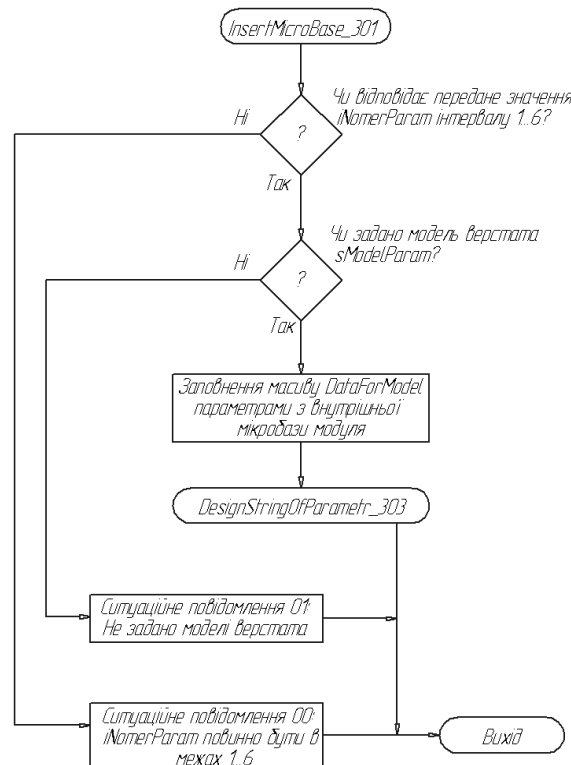 InsertMicroBase_301
Чи відповідає передане значення
iNomerParam інтервалу 1..6?
Ні
?
Так
Чи задано модель верстата
sModelParam?
Ні
?
Так
Заповнення масиву DataForModel
параметрами з внутрішньої
мікробази модуля
DesignStringOfParametr_303
Ситуаційне повідомлення 01:
Не задано моделі верстата
Ситуаційне повідомлення 00:
iNomerParam повинно бути в
межах 1..6
Вихід